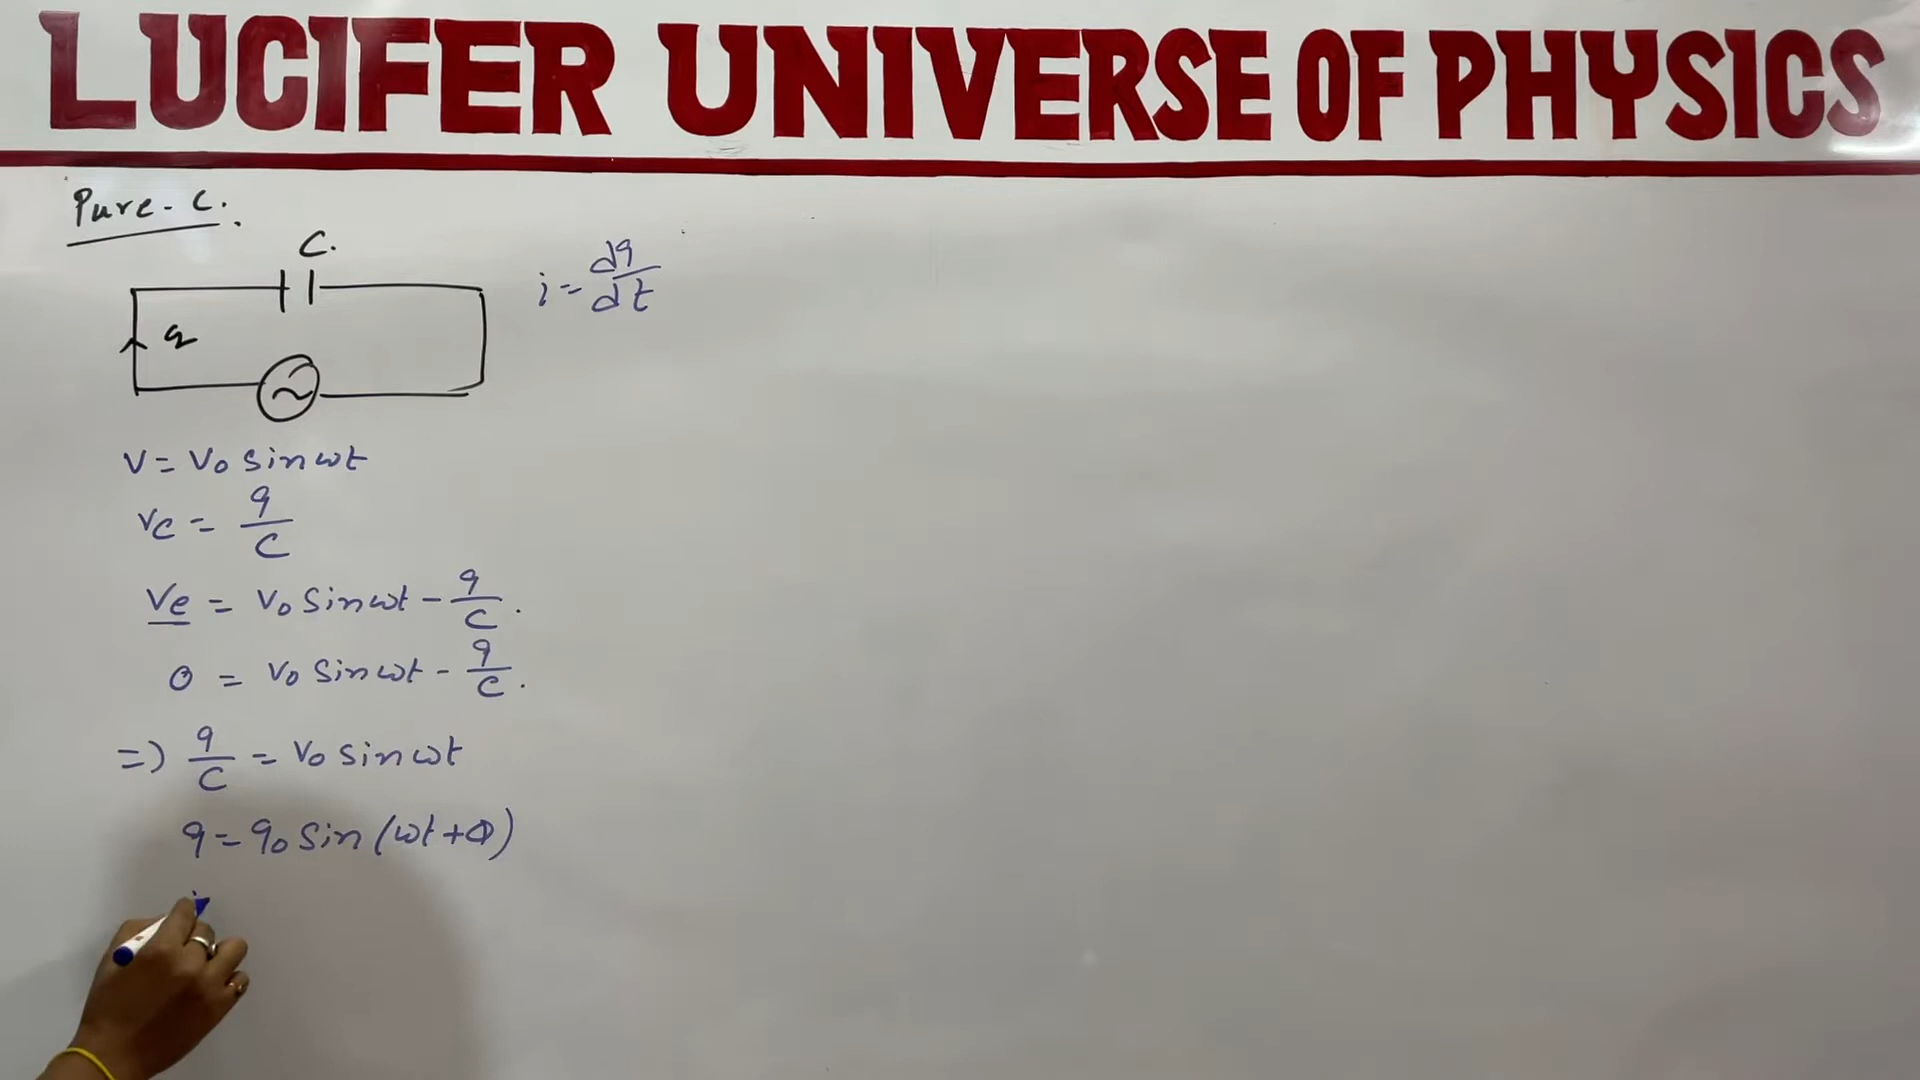 LUCIFER UNIVERSE OF PHYSICS
Pure - C.
C.
i = dq/dt
q
V = V₀ sin ωt
Vc = q/C
Ve = V₀ sin ωt - q/C.
0 = V₀ sin ωt - q/C.
=) q/C = V₀ sin ωt
q = q₀ sin (ωt + Φ)